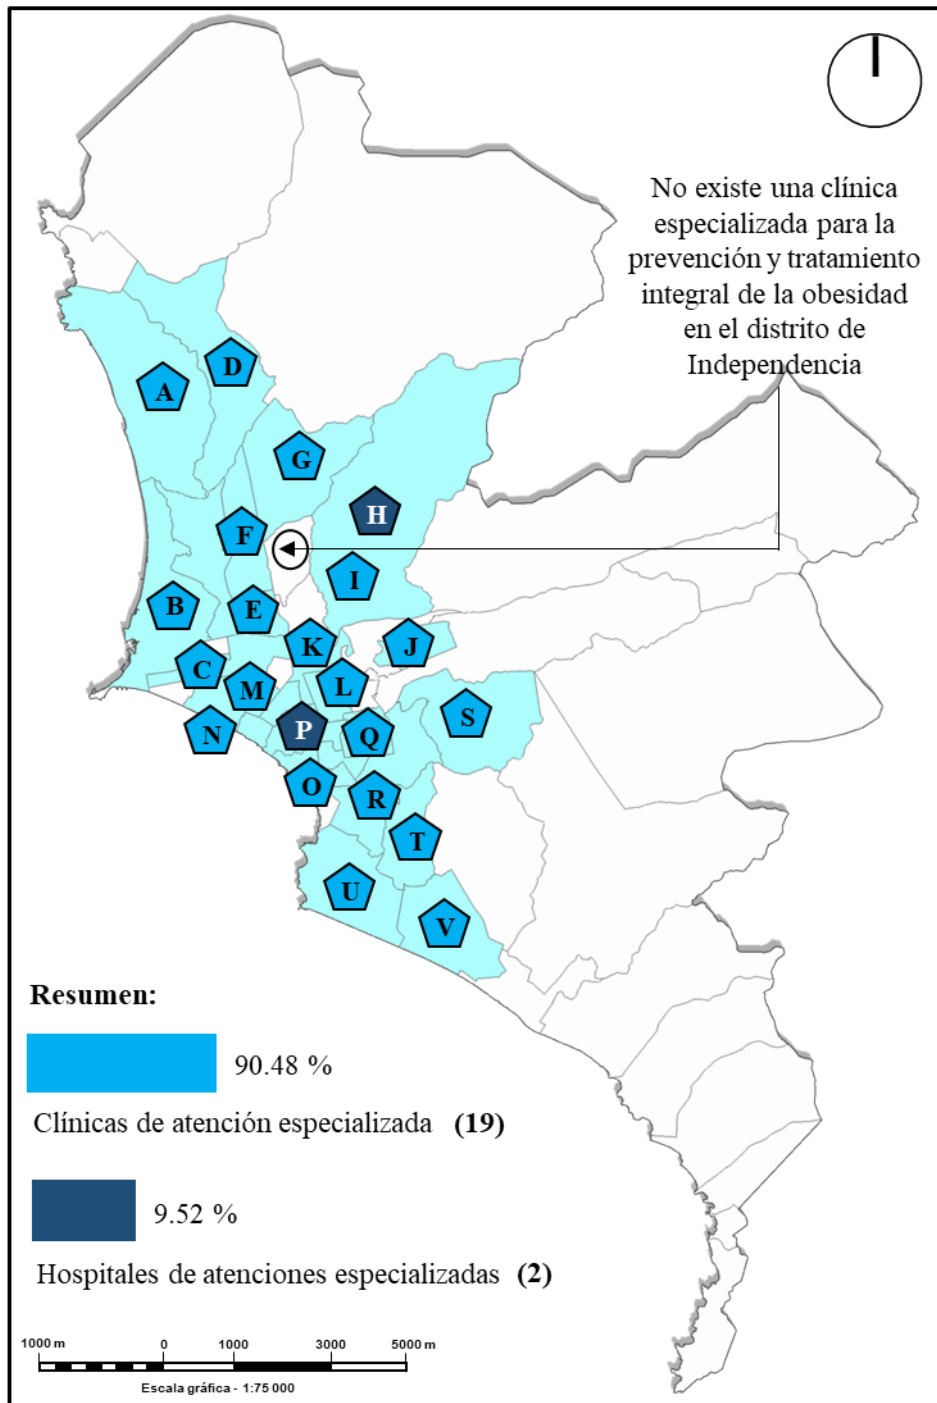 No existe una clínica
especializada para la
prevención y tratamiento
integral de la obesidad
en el distrito de
Independencia
D
A
G
H
F
I
B
E
K
J
C
L
M
S
N
P
Q
O
R
T
U
V
Resumen:
90.48 %
Clínicas de atención especializada (19)
9.52 %
Hospitales de atenciones especializadas (2)
1000 m 0 1000 3000 5000 m
Escala gráfica - 1:75 000